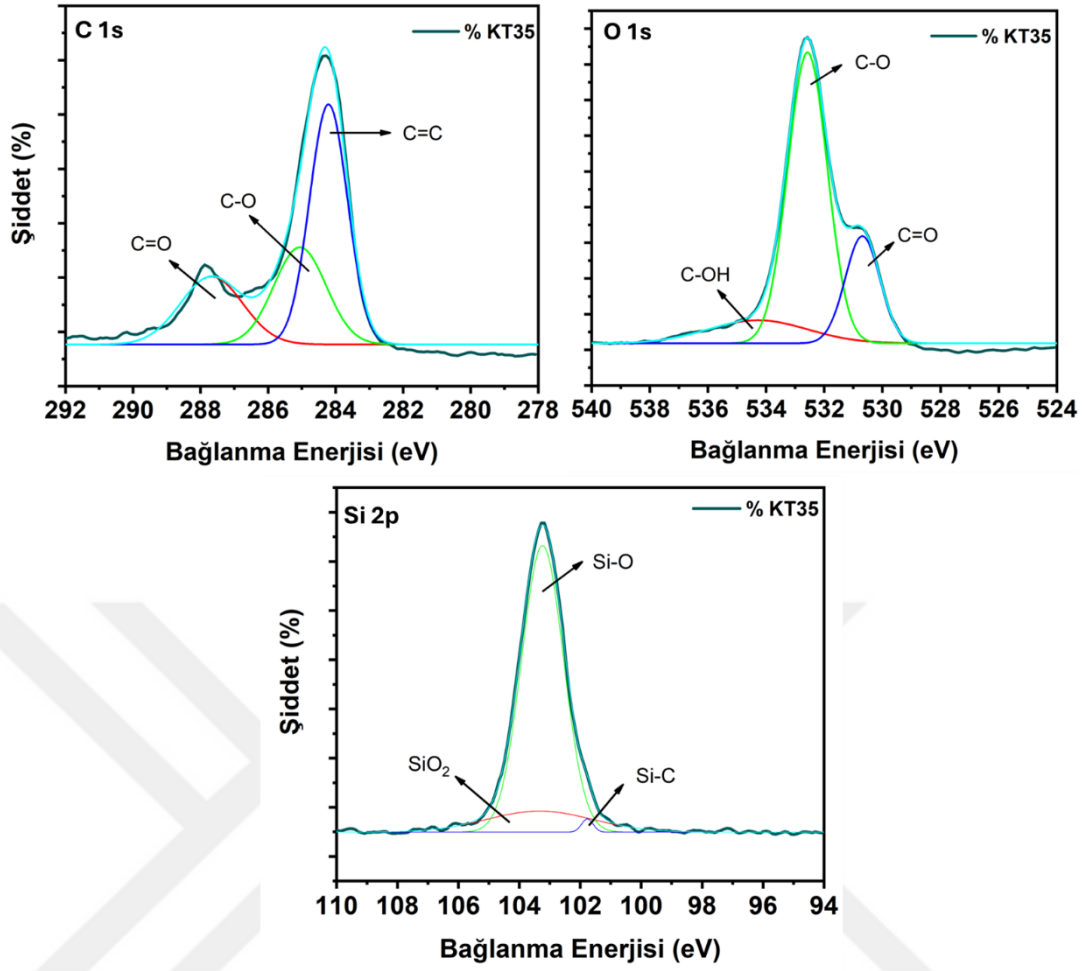 C 1s
% KT35
C=C
C-O
C=O
Şiddet (%)
292 290 288 286 284 282 280 278
Bağlanma Enerjisi (eV)
O 1s
% KT35
C-O
C=O
C-OH
540 538 536 534 532 530 528 526 524
Bağlanma Enerjisi (eV)
Si 2p
% KT35
Si-O
SiO2
Si-C
Şiddet (%)
110 108 106 104 102 100 98 96 94
Bağlanma Enerjisi (eV)